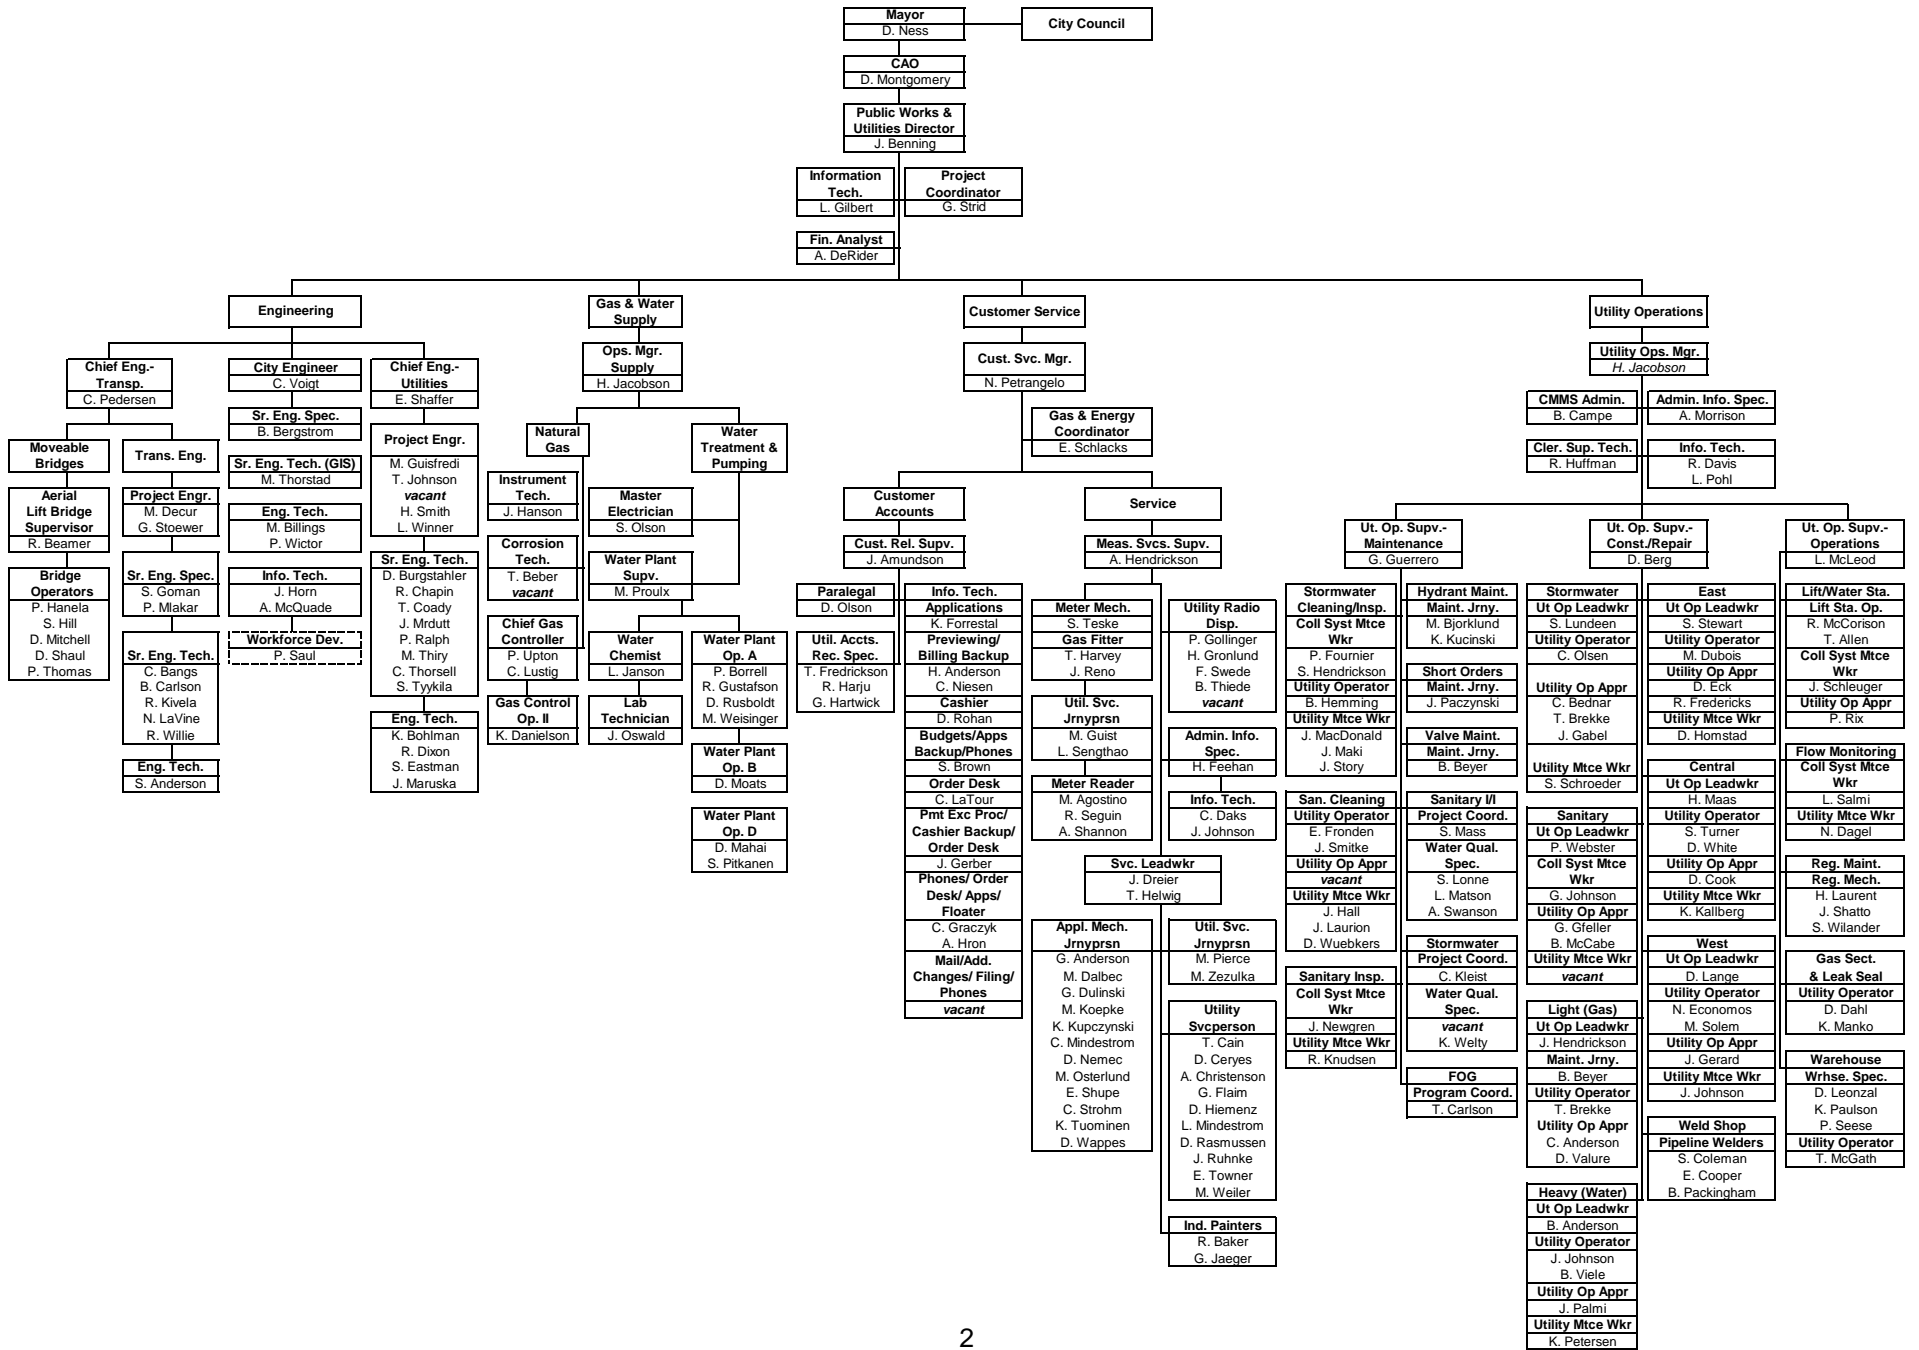 Mayor
D. Ness
City Council
CAO
D. Montgomery
Public Works &
Utilities Director
J. Benning
Information
Tech.
L. Gilbert
Project
Coordinator
G. Strid
Fin. Analyst
A. DeRider
Engineering
Chief Eng.-
Transp.
C. Pedersen
Moveable
Bridges
Aerial
Lift Bridge
Supervisor
R. Beamer
Bridge
Operators
P. Hanela
S. Hill
D. Mitchell
D. Shaul
P. Thomas
Trans. Eng.
Project Engr.
M. Decur
G. Stoewer
Sr. Eng. Spec.
S. Goman
P. Mlakar
Sr. Eng. Tech.
C. Bangs
B. Carlson
R. Kivela
N. LaVine
R. Willie
Eng. Tech.
S. Anderson
City Engineer
C. Voigt
Sr. Eng. Spec.
B. Bergstrom
Sr. Eng. Tech. (GIS)
M. Thorstad
Eng. Tech.
M. Billings
P. Wictor
Info. Tech.
J. Horn
A. McQuade
Workforce Dev.
P. Saul
Chief Eng.-
Utilities
E. Shaffer
Project Engr.
M. Guisfredi
T. Johnson
vacant
H. Smith
L. Winner
Sr. Eng. Tech.
D. Burgstahler
R. Chapin
T. Coady
J. Mrdutt
P. Ralph
M. Thiry
C. Thorsell
S. Tyykila
Eng. Tech.
K. Bohlman
R. Dixon
S. Eastman
J. Maruska
Gas & Water
Supply
Ops. Mgr.
Supply
H. Jacobson
Natural
Gas
Instrument
Tech.
J. Hanson
Corrosion
Tech.
T. Beber
vacant
Chief Gas
Controller
P. Upton
C. Lustig
Gas Control
Op. II
K. Danielson
Water
Treatment &
Pumping
Master
Electrician
S. Olson
Water Plant
Supv.
M. Proulx
Water
Chemist
L. Janson
Lab
Technician
J. Oswald
Water Plant
Op. A
P. Borrell
R. Gustafson
D. Rusboldt
M. Weisinger
Water Plant
Op. B
D. Moats
Water Plant
Op. D
D. Mahai
S. Pitkanen
Customer Service
Cust. Svc. Mgr.
N. Petrangelo
Gas & Energy
Coordinator
E. Schlacks
Customer
Accounts
Cust. Rel. Supv.
J. Amundson
Paralegal
D. Olson
Util. Accts.
Rec. Spec.
T. Fredrickson
R. Harju
G. Hartwick
Info. Tech.
Applications
K. Forrestal
Previewing/
Billing Backup
H. Anderson
C. Niesen
Cashier
D. Rohan
Budgets/Apps
Backup/Phones
S. Brown
Order Desk
C. LaTour
Pmt Exc Proc/
Cashier Backup/
Order Desk
J. Gerber
Phones/ Order
Desk/ Apps/
Floater
C. Graczyk
A. Hron
Mail/Add.
Changes/ Filing/
Phones
vacant
Service
Meas. Svcs. Supv.
A. Hendrickson
Meter Mech.
S. Teske
Gas Fitter
T. Harvey
J. Reno
Util. Svc.
Jrnyprsn
M. Guist
L. Sengthao
Meter Reader
M. Agostino
R. Seguin
A. Shannon
Utility Radio
Disp.
P. Gollinger
H. Gronlund
F. Swede
B. Thiede
vacant
Admin. Info.
Spec.
H. Feehan
Info. Tech.
C. Daks
J. Johnson
Svc. Leadwkr
J. Dreier
T. Helwig
Appl. Mech.
Jrnyprsn
G. Anderson
M. Dalbec
G. Dulinski
M. Koepke
K. Kupczynski
C. Mindestrom
D. Nemec
M. Osterlund
E. Shupe
C. Strohm
K. Tuominen
D. Wappes
Util. Svc.
Jrnyprsn
M. Pierce
M. Zezulka
Utility
Svcperson
T. Cain
D. Ceryes
A. Christenson
G. Flaim
D. Hiemenz
L. Mindestrom
D. Rasmussen
J. Ruhnke
E. Towner
M. Weiler
Ind. Painters
R. Baker
G. Jaeger
Utility Operations
Utility Ops. Mgr.
H. Jacobson
CMMS Admin.
B. Campe
Admin. Info. Spec.
A. Morrison
Cler. Sup. Tech.
R. Huffman
Info. Tech.
R. Davis
L. Pohl
Ut. Op. Supv.-
Maintenance
G. Guerrero
Stormwater
Cleaning/Insp.
Coll Syst Mtce
Wkr
P. Fournier
S. Hendrickson
Utility Operator
B. Hemming
Utility Mtce Wkr
J. MacDonald
J. Maki
J. Story
San. Cleaning
Utility Operator
E. Fronden
J. Smitke
Utility Op Appr
vacant
Utility Mtce Wkr
J. Hall
J. Laurion
D. Wuebkers
Sanitary Insp.
Coll Syst Mtce
Wkr
J. Newgren
Utility Mtce Wkr
R. Knudsen
Hydrant Maint.
Maint. Jrny.
M. Bjorklund
K. Kucinski
Short Orders
Maint. Jrny.
J. Paczynski
Valve Maint.
Maint. Jrny.
B. Beyer
Sanitary I/I
Project Coord.
S. Mass
Water Qual.
Spec.
S. Lonne
L. Matson
A. Swanson
Stormwater
Project Coord.
C. Kleist
Water Qual.
Spec.
vacant
K. Welty
FOG
Program Coord.
T. Carlson
Ut. Op. Supv.-
Const./Repair
D. Berg
Stormwater
Ut Op Leadwkr
S. Lundeen
Utility Operator
C. Olsen
Utility Op Appr
C. Bednar
T. Brekke
J. Gabel
Utility Mtce Wkr
S. Schroeder
Sanitary
Ut Op Leadwkr
P. Webster
Coll Syst Mtce
Wkr
G. Johnson
Utility Op Appr
G. Gfeller
B. McCabe
Utility Mtce Wkr
vacant
Light (Gas)
Ut Op Leadwkr
J. Hendrickson
Maint. Jrny.
B. Beyer
Utility Operator
T. Brekke
Utility Op Appr
C. Anderson
D. Valure
Heavy (Water)
Ut Op Leadwkr
B. Anderson
Utility Operator
J. Johnson
B. Viele
Utility Op Appr
J. Palmi
Utility Mtce Wkr
K. Petersen
East
Ut Op Leadwkr
S. Stewart
Utility Operator
M. Dubois
Utility Op Appr
D. Eck
R. Fredericks
Utility Mtce Wkr
D. Homstad
Central
Ut Op Leadwkr
H. Maas
Utility Operator
S. Turner
D. White
Utility Op Appr
D. Cook
Utility Mtce Wkr
K. Kallberg
West
Ut Op Leadwkr
D. Lange
Utility Operator
N. Economos
M. Solem
Utility Op Appr
J. Gerard
Utility Mtce Wkr
J. Johnson
Weld Shop
Pipeline Welders
S. Coleman
E. Cooper
B. Packingham
Ut. Op. Supv.-
Operations
L. McLeod
Lift/Water Sta.
Lift Sta. Op.
R. McCorison
T. Allen
Coll Syst Mtce
Wkr
J. Schleuger
Utility Op Appr
P. Rix
Flow Monitoring
Coll Syst Mtce
Wkr
L. Salmi
Utility Mtce Wkr
N. Dagel
Reg. Maint.
Reg. Mech.
H. Laurent
J. Shatto
S. Wilander
Gas Sect.
& Leak Seal
Utility Operator
D. Dahl
K. Manko
Warehouse
Wrhse. Spec.
D. Leonzal
K. Paulson
P. Seese
Utility Operator
T. McGath
2